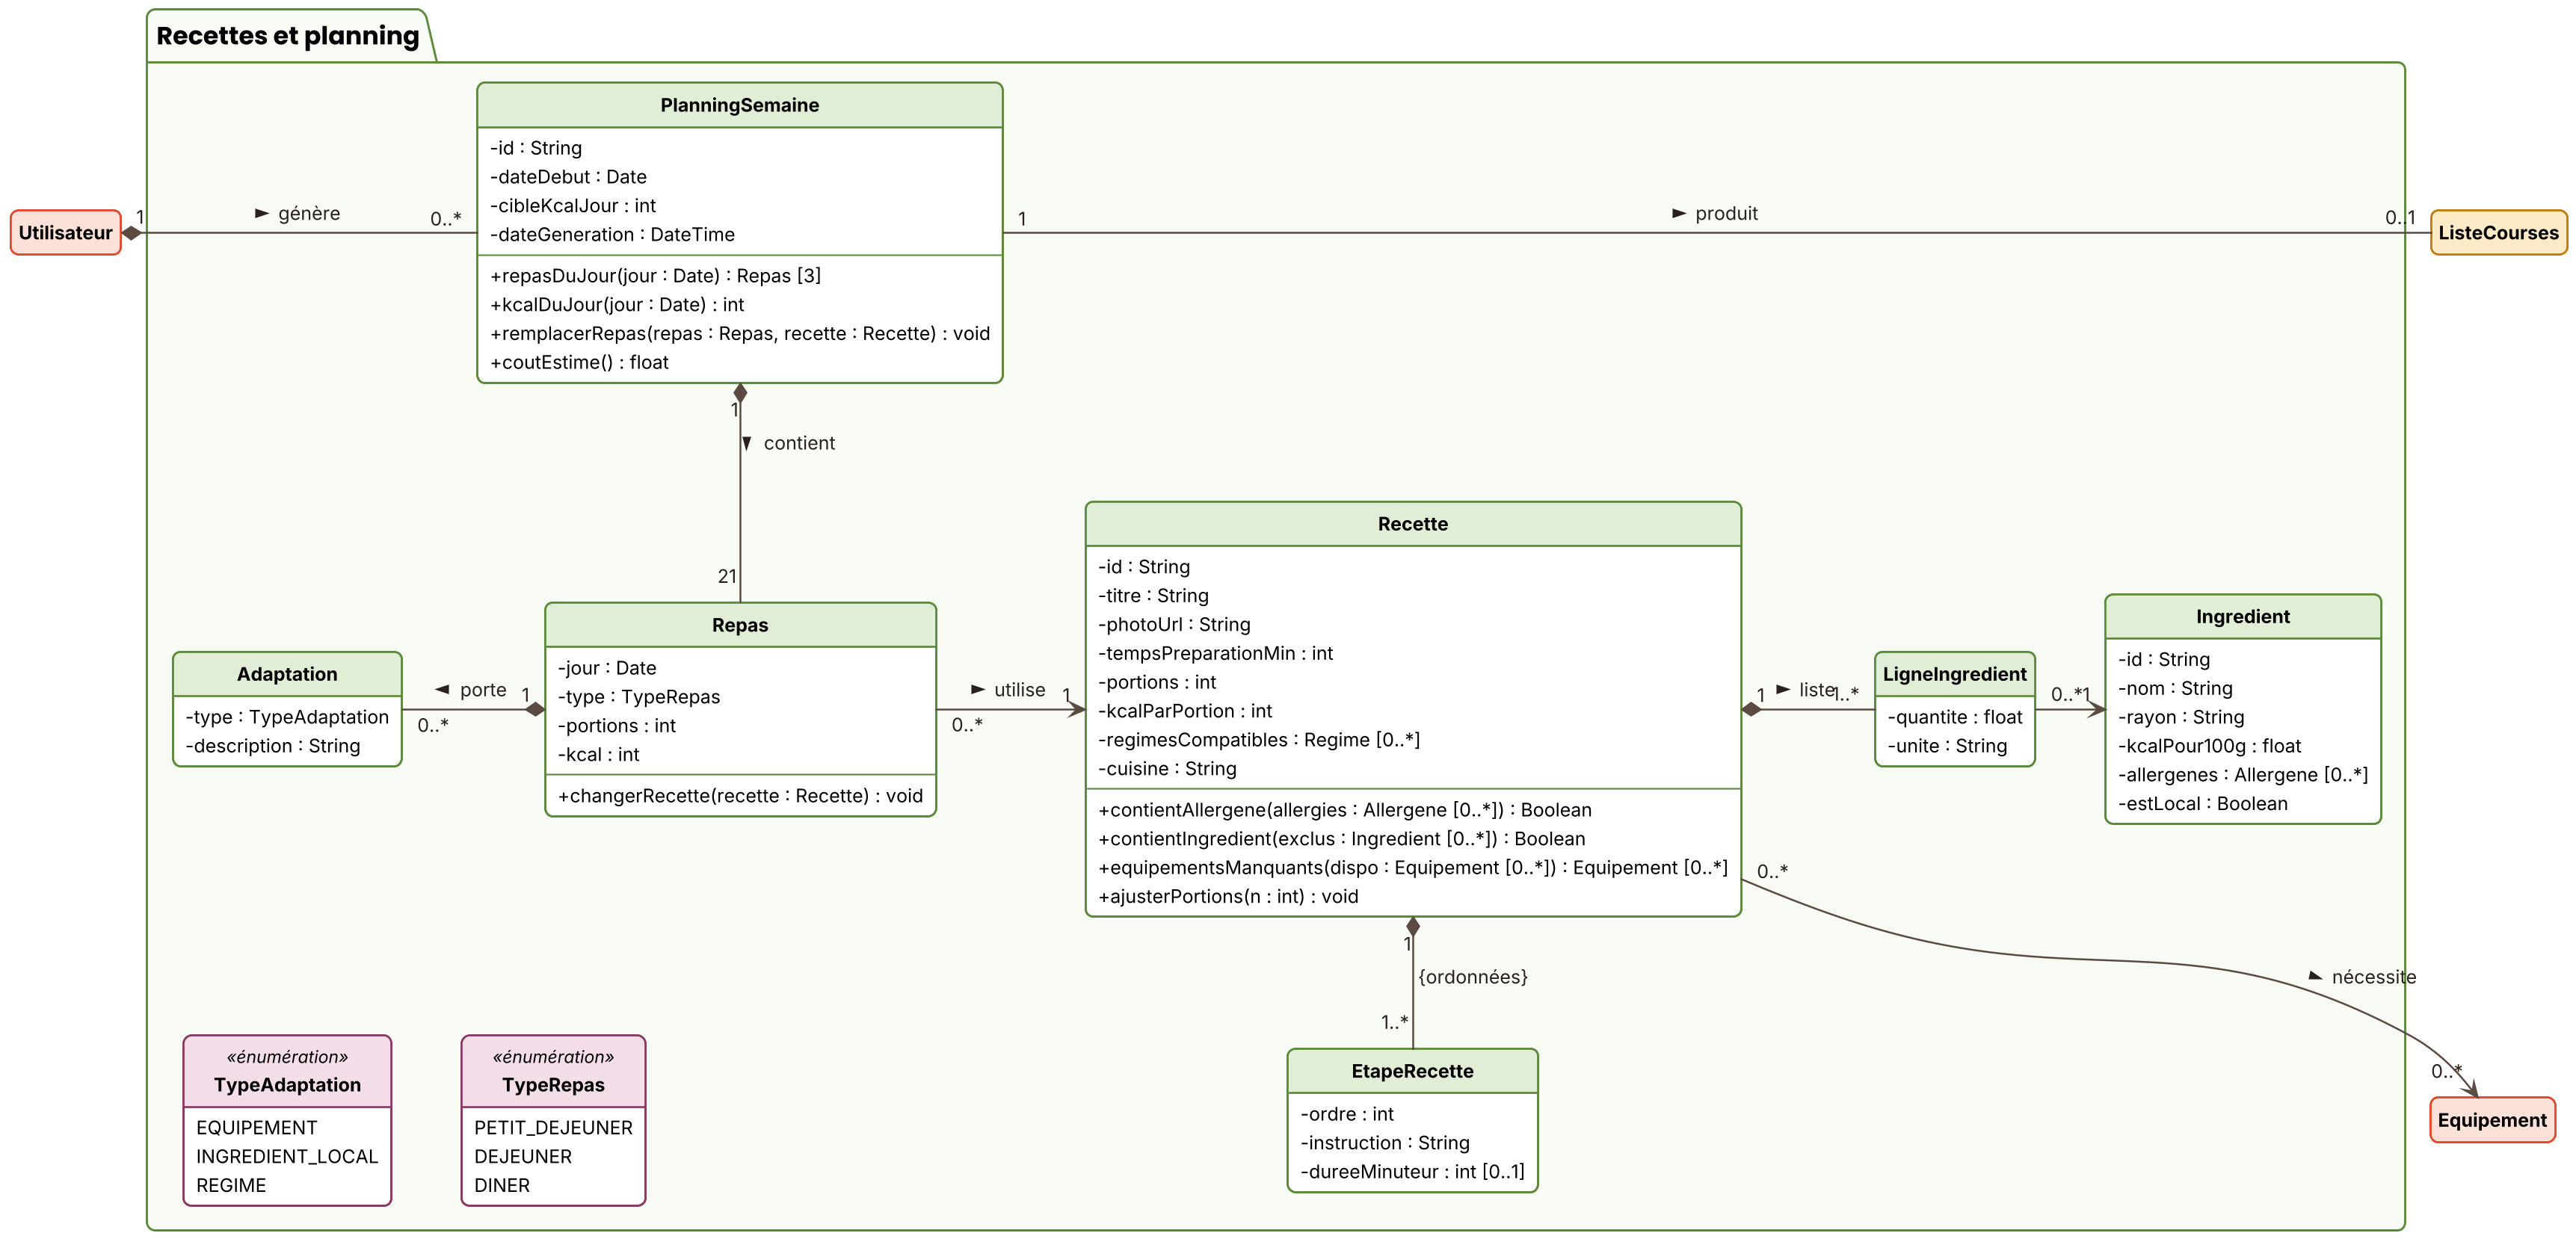 Recettes et planning
PlanningSemaine
-id : String
-dateDebut : Date
-cibleKcalJour : int
-dateGeneration : DateTime
+repasDuJour(jour : Date) : Repas [3]
+kcalDuJour(jour : Date) : int
+remplacerRepas(repas : Repas, recette : Recette) : void
+coutEstime() : float
Utilisateur
1
► génère
0..*
1
► produit
0..1
ListeCourses
1
▼ contient
21
Recette
-id : String
-titre : String
-photoUrl : String
-tempsPreparationMin : int
-portions : int
-kcalParPortion : int
-regimesCompatibles : Regime [0..*]
-cuisine : String
+contientAllergene(allergies : Allergene [0..*]) : Boolean
+contientIngredient(exclus : Ingredient [0..*]) : Boolean
+equipementsManquants(dispo : Equipement [0..*]) : Equipement [0..*]
+ajusterPortions(n : int) : void
Repas
-jour : Date
-type : TypeRepas
-portions : int
-kcal : int
+changerRecette(recette : Recette) : void
Adaptation
-type : TypeAdaptation
-description : String
◄ porte
1
0..*
► utilise
1
0..*
1
► liste
1..*
LigneIngredient
-quantite : float
-unite : String
0..*
1
Ingredient
-id : String
-nom : String
-rayon : String
-kcalPour100g : float
-allergenes : Allergene [0..*]
-estLocal : Boolean
0..*
► nécessite
0..*
Equipement
1
{ordonnées}
1..*
EtapeRecette
-ordre : int
-instruction : String
-dureeMinuteur : int [0..1]
«énumération»
TypeAdaptation
EQUIPEMENT
INGREDIENT_LOCAL
REGIME
«énumération»
TypeRepas
PETIT_DEJEUNER
DEJEUNER
DINER